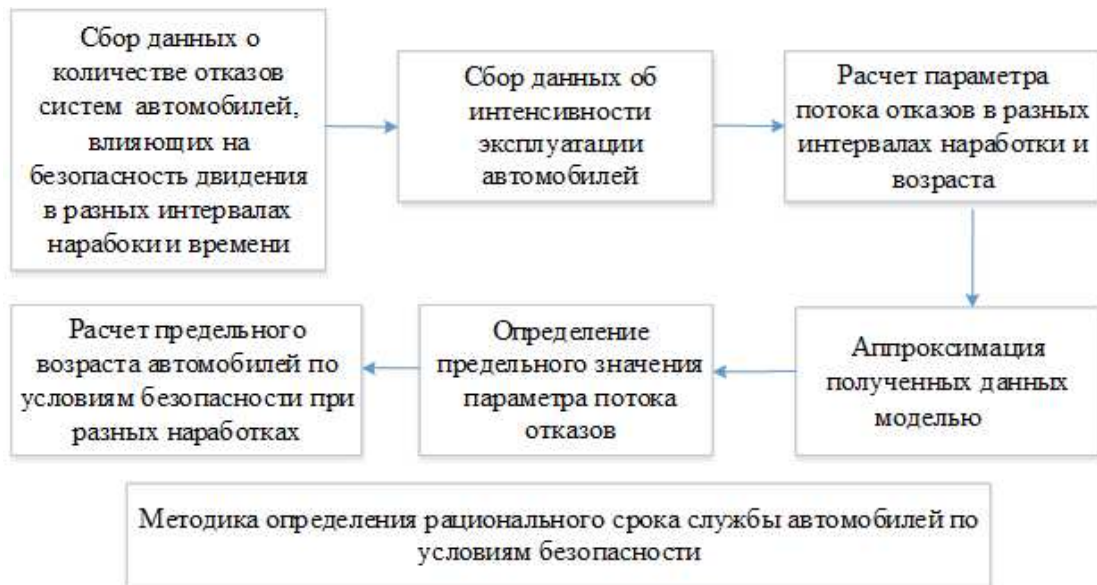 Сбор данных о
количестве отказов
систем автомобилей,
влияющих на
безопасность двидения
в разных интервалах
нарабоки и времени
Сбор данных об
интенсивности
эксплуатации
автомобилей
Расчет параметра
потока отказов в разных
интервалах наработки и
возраста
Аппроксимация
полученных данных
моделью
Определение
предельного значения
параметра потока
отказов
Расчет предельного
возраста автомобилей по
условиям безопасности при
разных наработках
Методика определения рационального срока службы автомобилей по
условиям безопасности